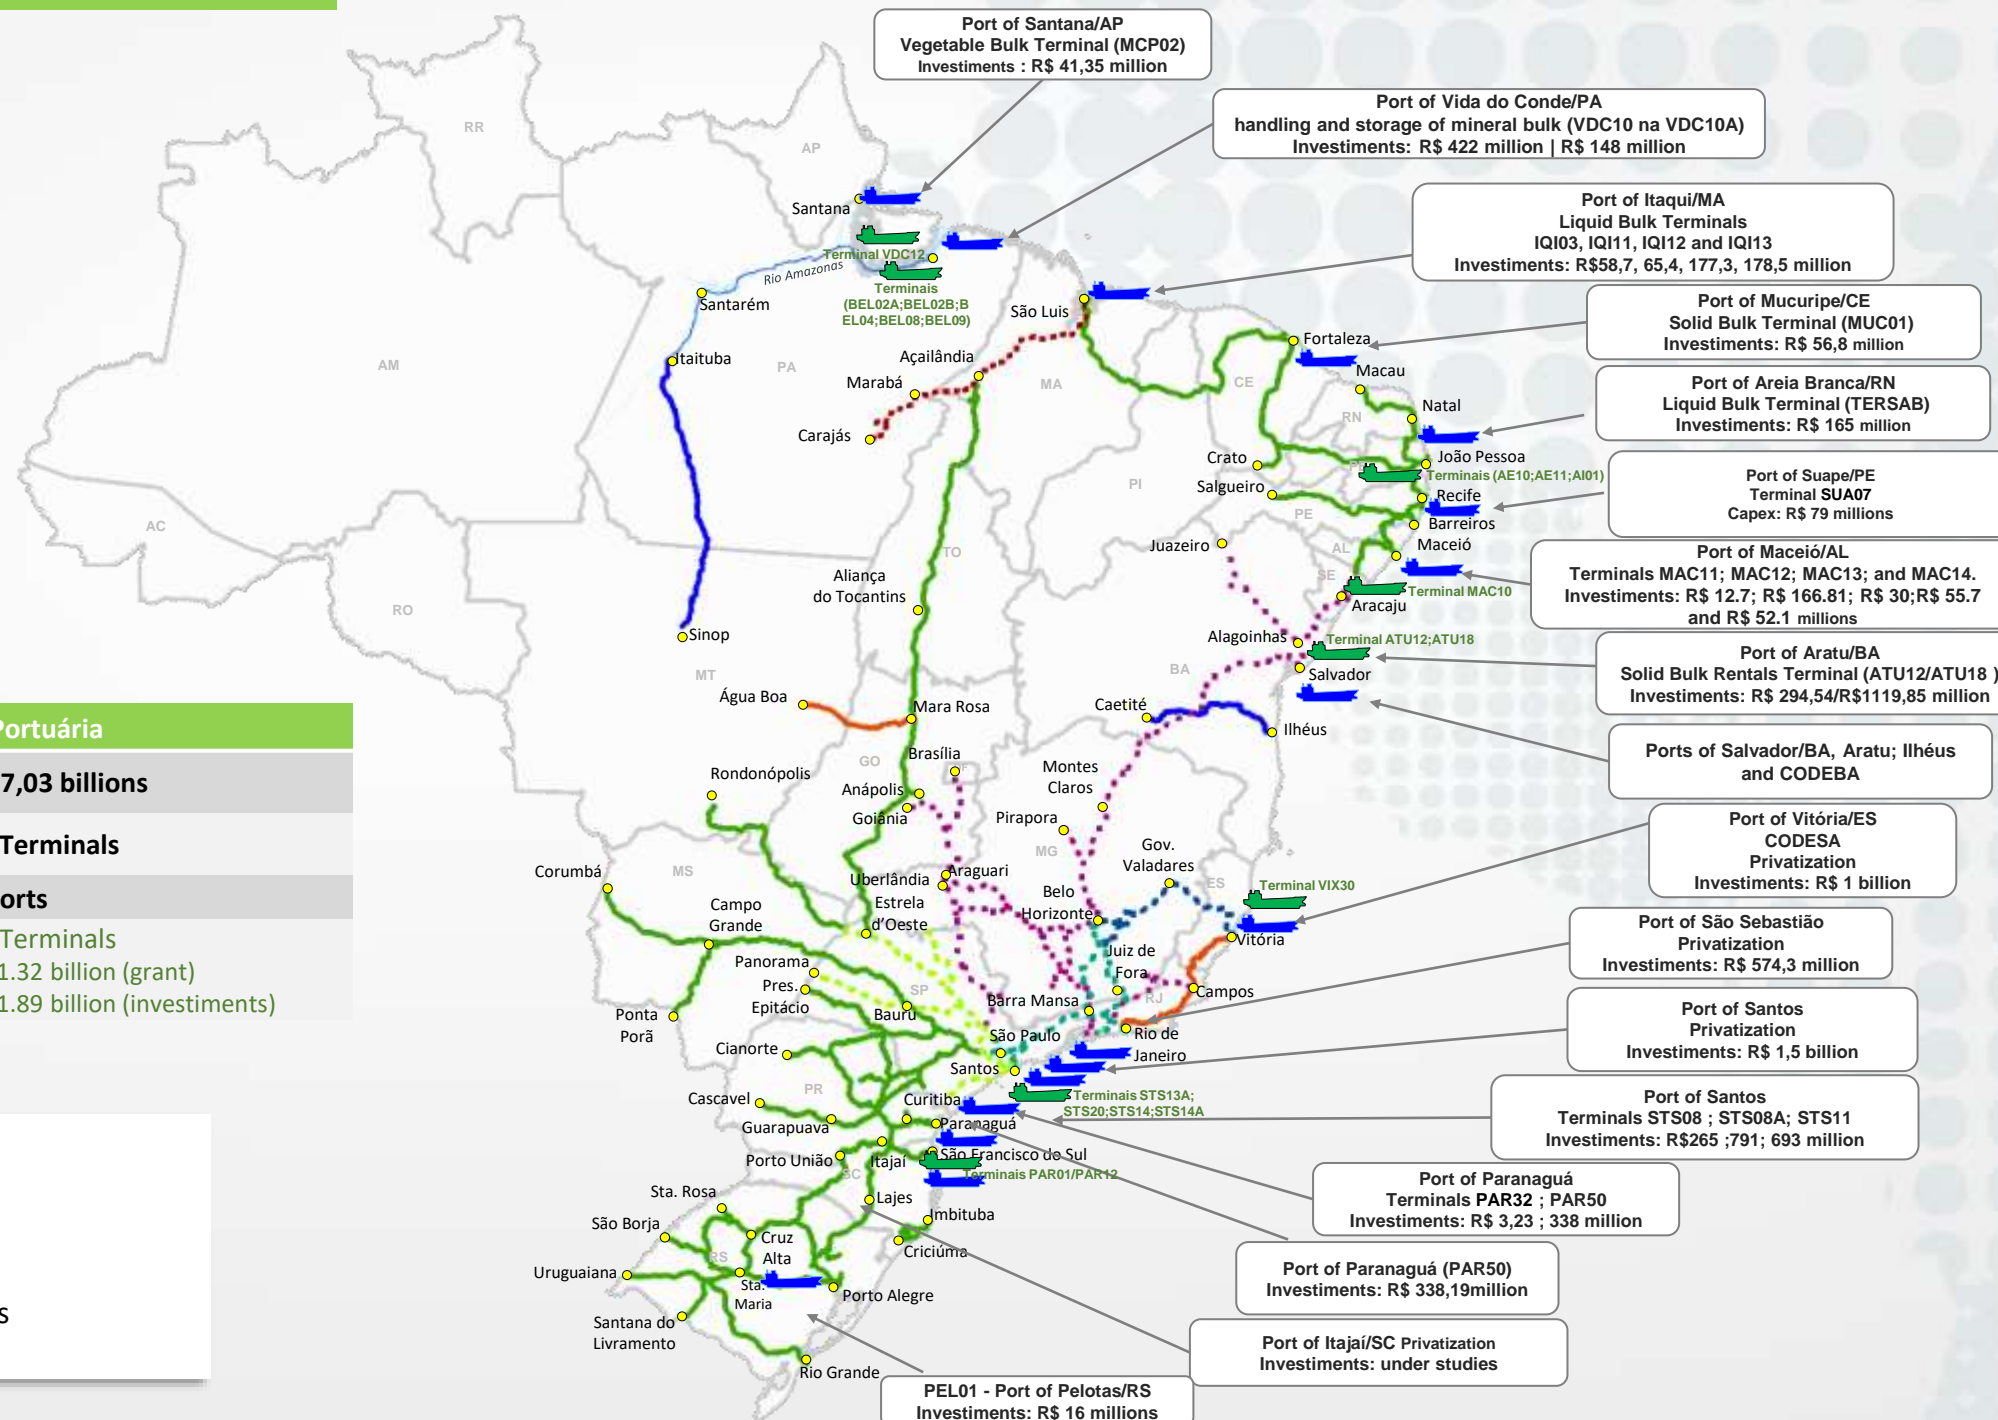 Port of Santana/AP
Vegetable Bulk Terminal (MCP02)
Investiments : R$ 41,35 million
Port of Vida do Conde/PA
handling and storage of mineral bulk (VDC10 na VDC10A)
Investiments: R$ 422 million | R$ 148 million
Port of Itaqui/MA
Liquid Bulk Terminals
IQI03, IQI11, IQI12 and IQI13
Investiments: R$58,7, 65,4, 177,3, 178,5 million
Port of Mucuripe/CE
Solid Bulk Terminal (MUC01)
Investiments: R$ 56,8 million
Port of Areia Branca/RN
Liquid Bulk Terminal (TERSAB)
Investiments: R$ 165 million
Port of Suape/PE
Terminal SUA07
Capex: R$ 79 millions
Port of Maceió/AL
Terminals MAC11; MAC12; MAC13; and MAC14.
Investiments: R$ 12.7; R$ 166.81; R$ 30;R$ 55.7
and R$ 52.1 millions
Port of Aratu/BA
Solid Bulk Rentals Terminal (ATU12/ATU18 )
Investiments: R$ 294,54/R$1119,85 million
Ports of Salvador/BA, Aratu; Ilhéus
and CODEBA
Port of Vitória/ES
CODESA
Privatization
Investiments: R$ 1 billion
Port of São Sebastião
Privatization
Investiments: R$ 574,3 million
Port of Santos
Privatization
Investiments: R$ 1,5 billion
Port of Santos
Terminals STS08 ; STS08A; STS11
Investiments: R$265 ;791; 693 million
Port of Paranaguá
Terminals PAR32 ; PAR50
Investiments: R$ 3,23 ; 338 million
Port of Paranaguá (PAR50)
Investiments: R$ 338,19million
Port of Itajaí/SC Privatization
Investiments: under studies
PEL01 - Port of Pelotas/RS
Investiments: R$ 16 millions
RR
AP
AM
PA
MA
CE
RN
PI
PE
AL
SE
AC
RO
TO
MT
BA
GO
MG
ES
MS
SP
RJ
PR
SC
RS
Santana
Terminal VDC12
Rio Amazonas
Terminais
(BEL02A;BEL02B;B
EL04;BEL08;BEL09)
Santarém
São Luis
Itaituba
Açailândia
Marabá
Carajás
Fortaleza
Macau
Natal
Crato
João Pessoa
Terminais (AE10;AE11;AI01)
Salgueiro
Recife
Barreiros
Juazeiro
Maceió
Terminal MAC10
Aracaju
Aliança
do Tocantins
Sinop
Alagoinhas
Terminal ATU12;ATU18
Salvador
Água Boa
Mara Rosa
Caetité
Ilhéus
Brasília
Rondonópolis
Anápolis
Goiânia
Montes
Claros
Pirapora
Gov.
Valadares
Corumbá
Uberlândia
Araguari
Estrela
d’Oeste
Belo
Horizonte
Terminal VIX30
Vitória
Campo
Grande
Panorama
Pres.
Epitácio
Juiz de
Fora
Campos
Barra Mansa
Bauru
Ponta
Porã
São Paulo
Rio de
Janeiro
Cianorte
Santos
Cascavel
Guarapuava
Curitiba
Terminais STS13A;
STS20;STS14;STS14A
Paranaguá
Porto União
Itajaí
São Francisco do Sul
Terminais PAR01/PAR12
Sta. Rosa
Lajes
São Borja
Imbituba
Cruz
Alta
Criciúma
Uruguaiana
Sta.
Maria
Porto Alegre
Santana do
Livramento
Rio Grande
Portuária
7,03 billions
Terminals
orts
Terminals
1.32 billion (grant)
1.89 billion (investiments)
s